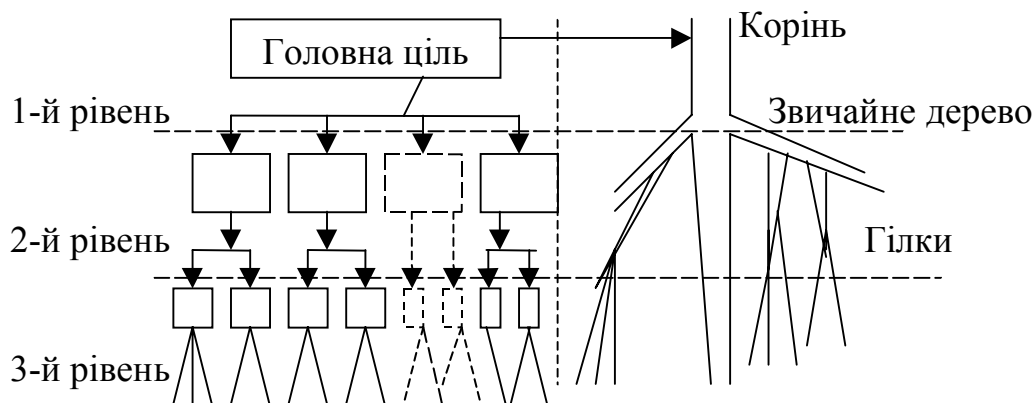 Корінь
Головна ціль
1-й рівень
Звичайне дерево
2-й рівень
Гілки
3-й рівень